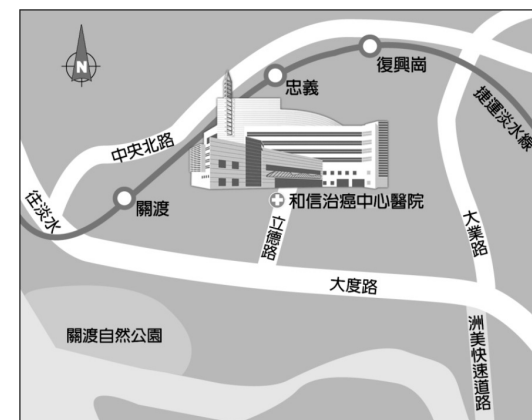 N
復興崗
忠義
捷運淡水線
中央北路
關渡
往淡水
和信治癌中心醫院
立德路
大業路
大度路
關渡自然公園
洲美快速道路